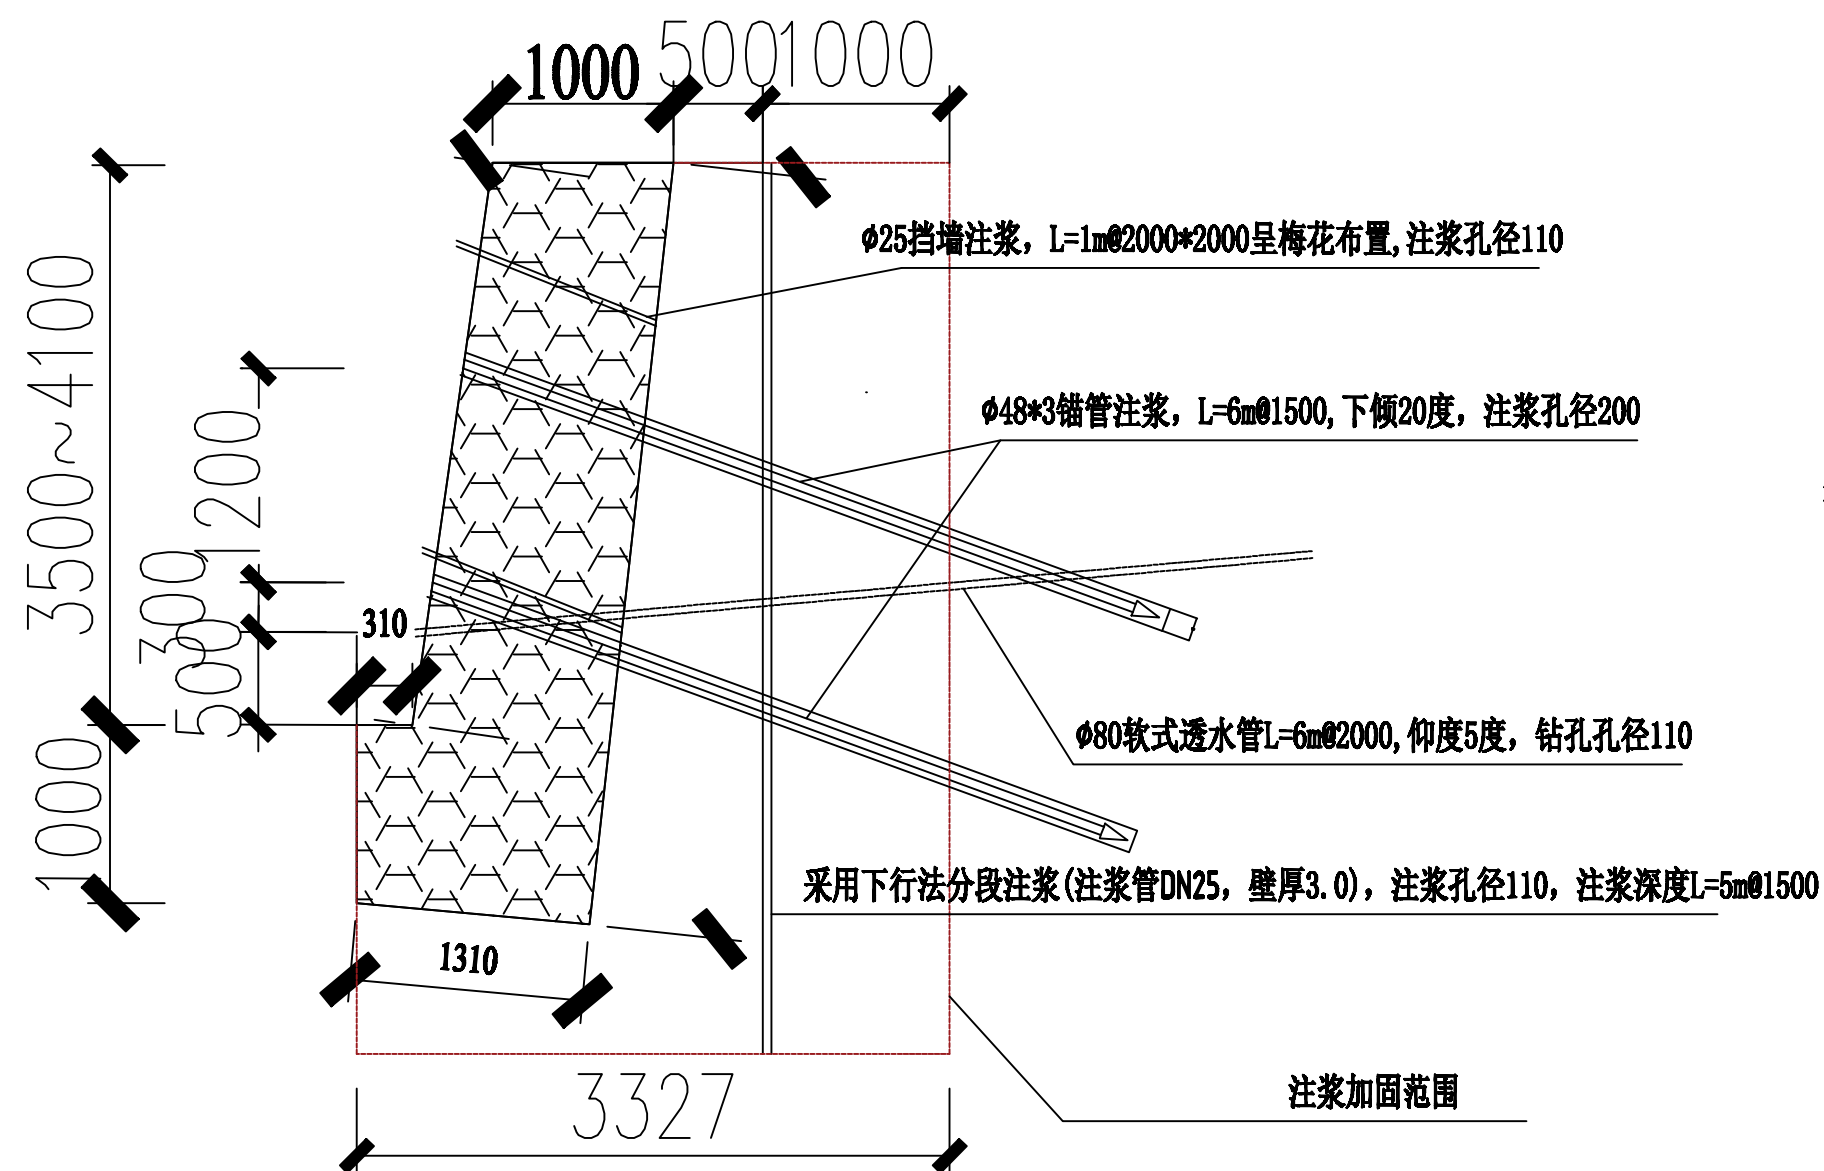 1000
500
1000
ϕ25挡墙注浆，L=1m@2000*2000呈梅花布置,注浆孔径110
3500~4100
1200
ϕ48*3锚管注浆，L=6m@1500,下倾20度，注浆孔径200
300
500
310
ϕ80软式透水管L=6m@2000,仰度5度，钻孔孔径110
1000
采用下行法分段注浆(注浆管DN25，壁厚3.0)，注浆孔径110，注浆深度L=5m@1500
1310
注浆加固范围
3327